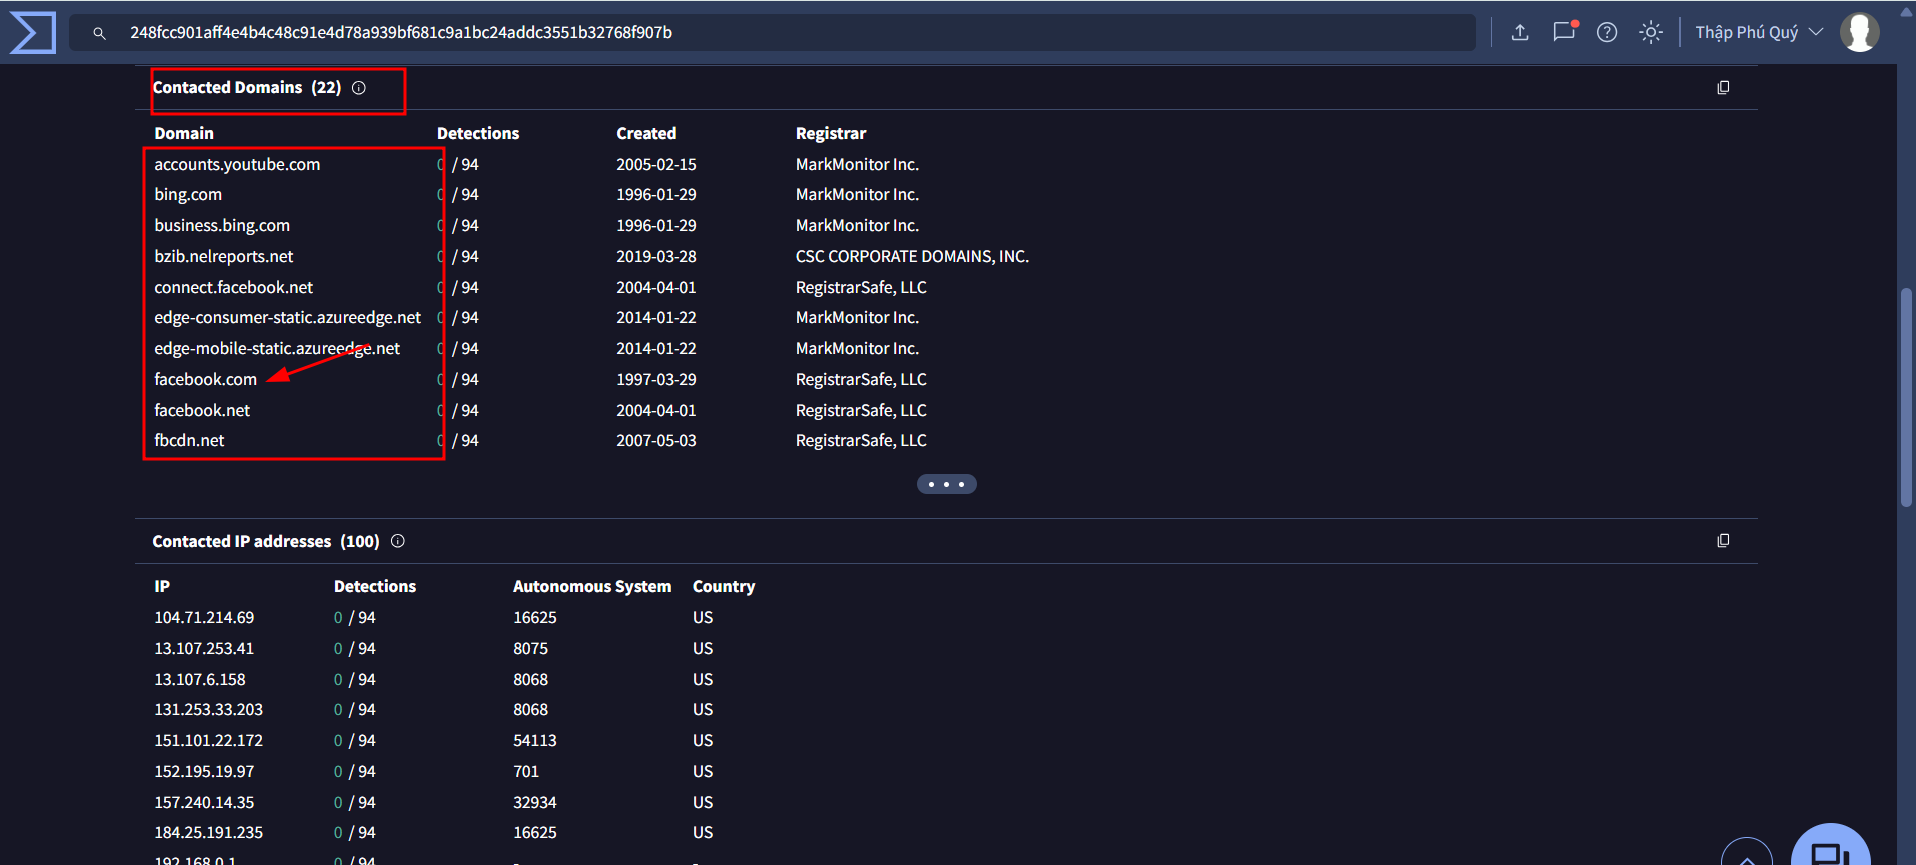 248fcc901aff4e4b4c48c91e4d78a939bf681c9a1bc24addc3551b32768f907b Thập Phú Quý
Contacted Domains (22)
Domain Detections Created Registrar
accounts.youtube.com 0 / 94 2005-02-15 MarkMonitor Inc.
bing.com 0 / 94 1996-01-29 MarkMonitor Inc.
business.bing.com 0 / 94 1996-01-29 MarkMonitor Inc.
bzib.nelreports.net 0 / 94 2019-03-28 CSC CORPORATE DOMAINS, INC.
connect.facebook.net 0 / 94 2004-04-01 RegistrarSafe, LLC
edge-consumer-static.azureedge.net 0 / 94 2014-01-22 MarkMonitor Inc.
edge-mobile-static.azureedge.net 0 / 94 2014-01-22 MarkMonitor Inc.
facebook.com 0 / 94 1997-03-29 RegistrarSafe, LLC
facebook.net 0 / 94 2004-04-01 RegistrarSafe, LLC
fbcdn.net 0 / 94 2007-05-03 RegistrarSafe, LLC
Contacted IP addresses (100)
IP Detections Autonomous System Country
104.71.214.69 0 / 94 16625 US
13.107.253.41 0 / 94 8075 US
13.107.6.158 0 / 94 8068 US
131.253.33.203 0 / 94 8068 US
151.101.22.172 0 / 94 54113 US
152.195.19.97 0 / 94 701 US
157.240.14.35 0 / 94 32934 US
184.25.191.235 0 / 94 16625 US
192.168.0.1 0 / 94 - -